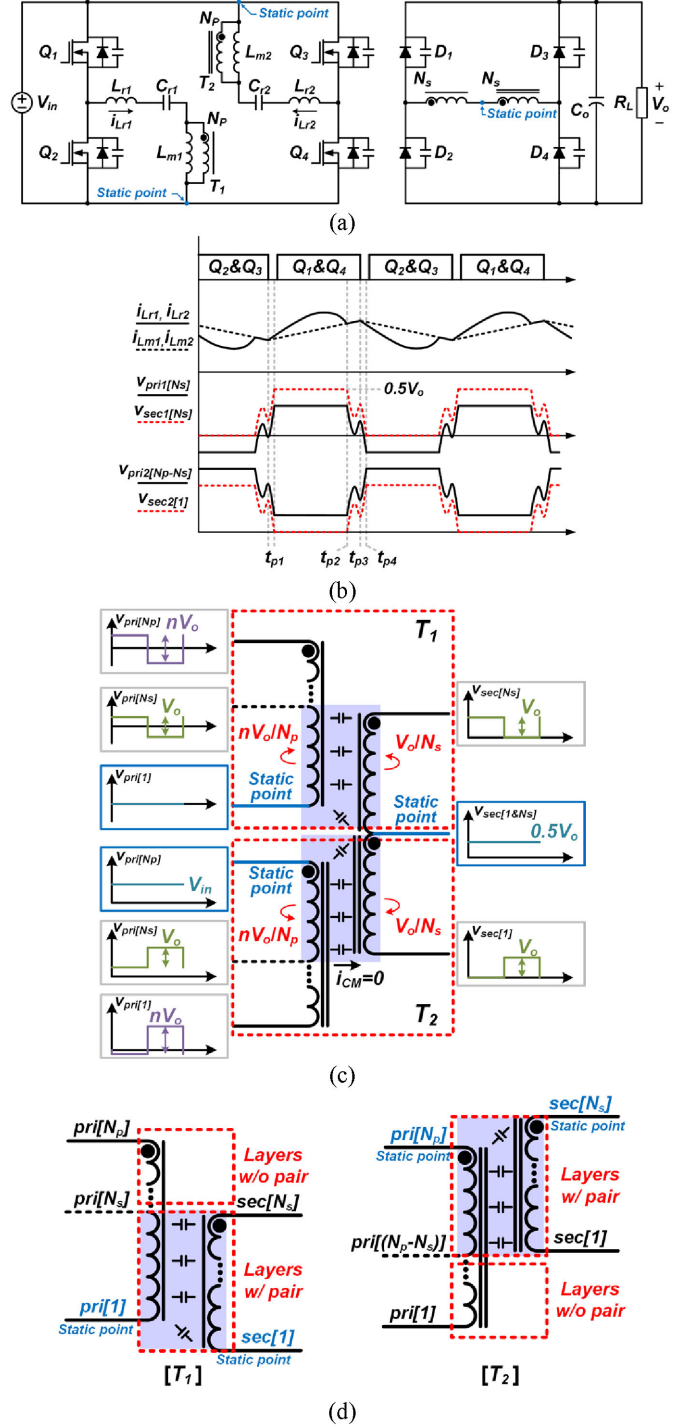 Static point
Np
Q1
Lm2
Q3
D1
D3
T2
Lr1
Cr1
Cr2
Lr2
Ns
Ns
Vin
iLr1
iLr2
Np
Static point
Co
RL
+
Vo
−
Q2
Lm1
Q4
D2
D4
T1
Static point
(a)
Q2&Q3
Q1&Q4
Q2&Q3
Q1&Q4
iLr1, iLr2
iLm1,iLm2
vpri1[Ns]
0.5Vo
vsec1[Ns]
vpri2[Np-Ns]
vsec2[1]
tp1
tp2
tp3
tp4
(b)
vpri[Np]
nVo
T1
vpri[Ns]
Vo
nVo/Np
Vo/Ns
vsec[Ns]
Vo
vpri[1]
Static point
Static point
vsec[1&Ns]
0.5Vo
vpri[Np]
Vin
Static point
vpri[Ns]
Vo
nVo/Np
Vo/Ns
vsec[1]
Vo
iCM=0
vpri[1]
nVo
T2
(c)
pri[Np]
Layers w/o pair
pri[Ns]
sec[Ns]
Layers w/ pair
pri[1]
Static point
sec[1]
Static point
[T1]
sec[Ns]
pri[Np]
Static point
Static point
Layers w/ pair
pri[(Np-Ns)]
sec[1]
Layers w/o pair
pri[1]
[T2]
(d)